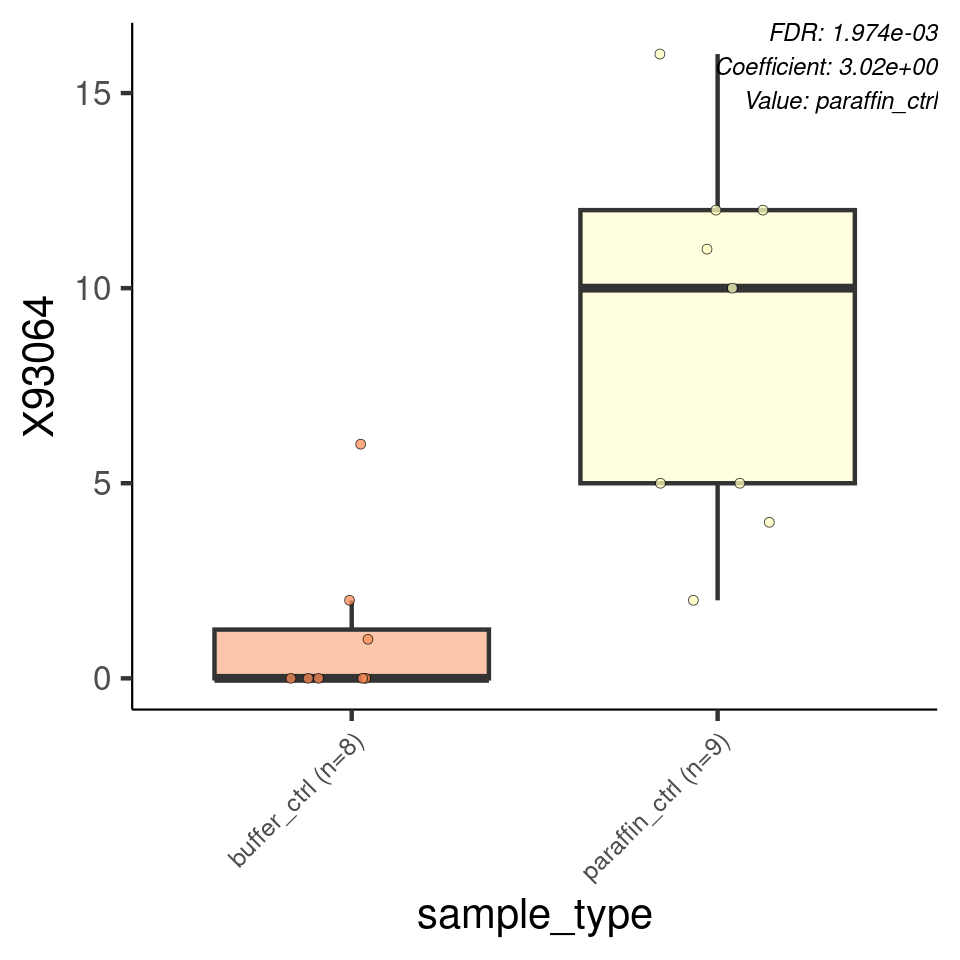 FDR: 1.974e-03
Coefficient: 3.02e+00
Value: paraffin_ctrl
X93064
15
10
5
0
buffer_ctrl (n=8)
paraffin_ctrl (n=9)
sample_type